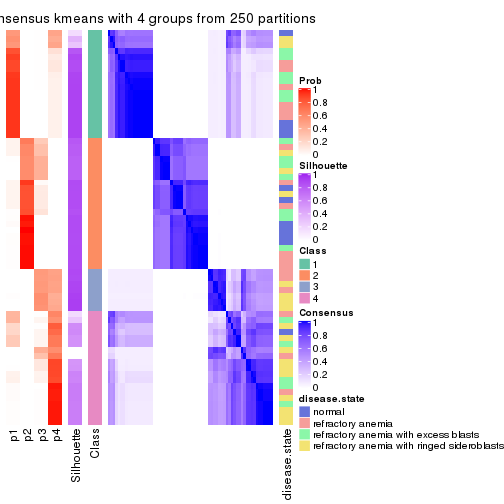 nsensus kmeans with 4 groups from 250 partitions
Prob
1
0.8
0.6
0.4
0.2
0
Silhouette
1
0.8
0.6
0.4
0.2
0
Class
1
2
3
4
Consensus
1
0.8
0.6
0.4
0.2
0
disease.state
normal
refractory anemia
refractory anemia with excess blasts
refractory anemia with ringed sideroblasts
p1
p2
p3
p4
Silhouette
Class
disease.state